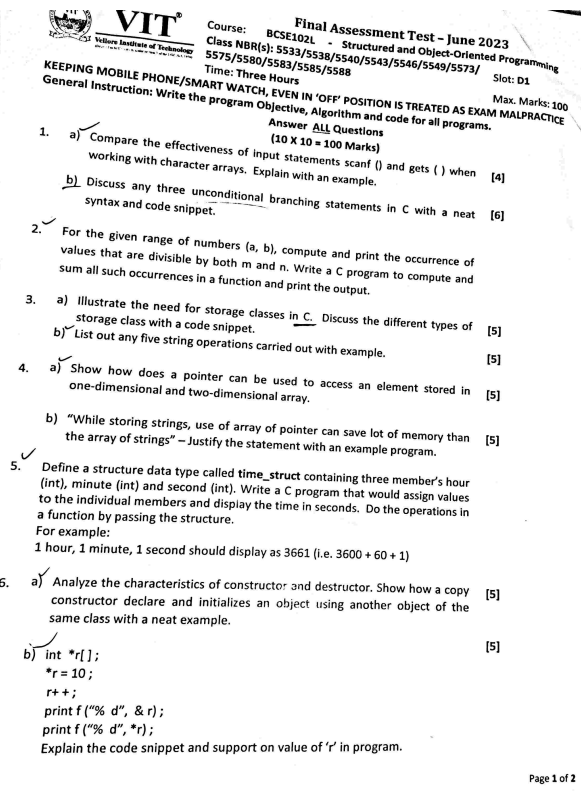 VIT®
Vellore Institute of Technology
Final Assessment Test – June 2023
Course: BCSE102L - Structured and Object-Oriented Programming
Class NBR(s): 5533/5538/5540/5543/5546/5549/5573/
5575/5580/5583/5585/5588
Slot: D1
Time: Three Hours
Max. Marks: 100
KEEPING MOBILE PHONE/SMART WATCH, EVEN IN 'OFF' POSITION IS TREATED AS EXAM MALPRACTICE
General Instruction: Write the program Objective, Algorithm and code for all programs.
Answer ALL Questions
(10 X 10 = 100 Marks)
1. a) Compare the effectiveness of input statements scanf () and gets ( ) when [4]
working with character arrays. Explain with an example.
b) Discuss any three unconditional branching statements in C with a neat [6]
syntax and code snippet.
2. For the given range of numbers (a, b), compute and print the occurrence of
values that are divisible by both m and n. Write a C program to compute and
sum all such occurrences in a function and print the output.
3. a) Illustrate the need for storage classes in C. Discuss the different types of [5]
storage class with a code snippet.
b) List out any five string operations carried out with example. [5]
4. a) Show how does a pointer can be used to access an element stored in [5]
one-dimensional and two-dimensional array.
b) "While storing strings, use of array of pointer can save lot of memory than [5]
the array of strings" – Justify the statement with an example program.
5. Define a structure data type called time_struct containing three member's hour
(int), minute (int) and second (int). Write a C program that would assign values
to the individual members and display the time in seconds. Do the operations in
a function by passing the structure.
For example:
1 hour, 1 minute, 1 second should display as 3661 (i.e. 3600 + 60 + 1)
6. a) Analyze the characteristics of constructor and destructor. Show how a copy [5]
constructor declare and initializes an object using another object of the
same class with a neat example.
b) int *r[ ] ; [5]
*r = 10 ;
r+ + ;
print f ("% d", & r) ;
print f ("% d", *r) ;
Explain the code snippet and support on value of 'r' in program.
Page 1 of 2